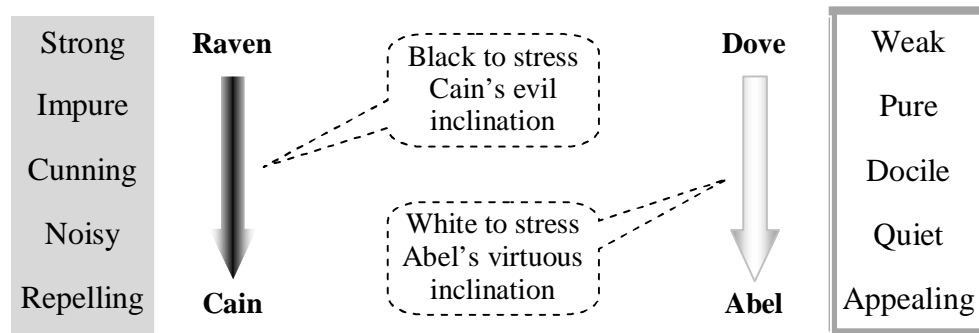 Strong
Impure
Cunning
Noisy
Repelling
Raven
Cain
Black to stress
Cain’s evil
inclination
White to stress
Abel’s virtuous
inclination
Dove
Abel
Weak
Pure
Docile
Quiet
Appealing